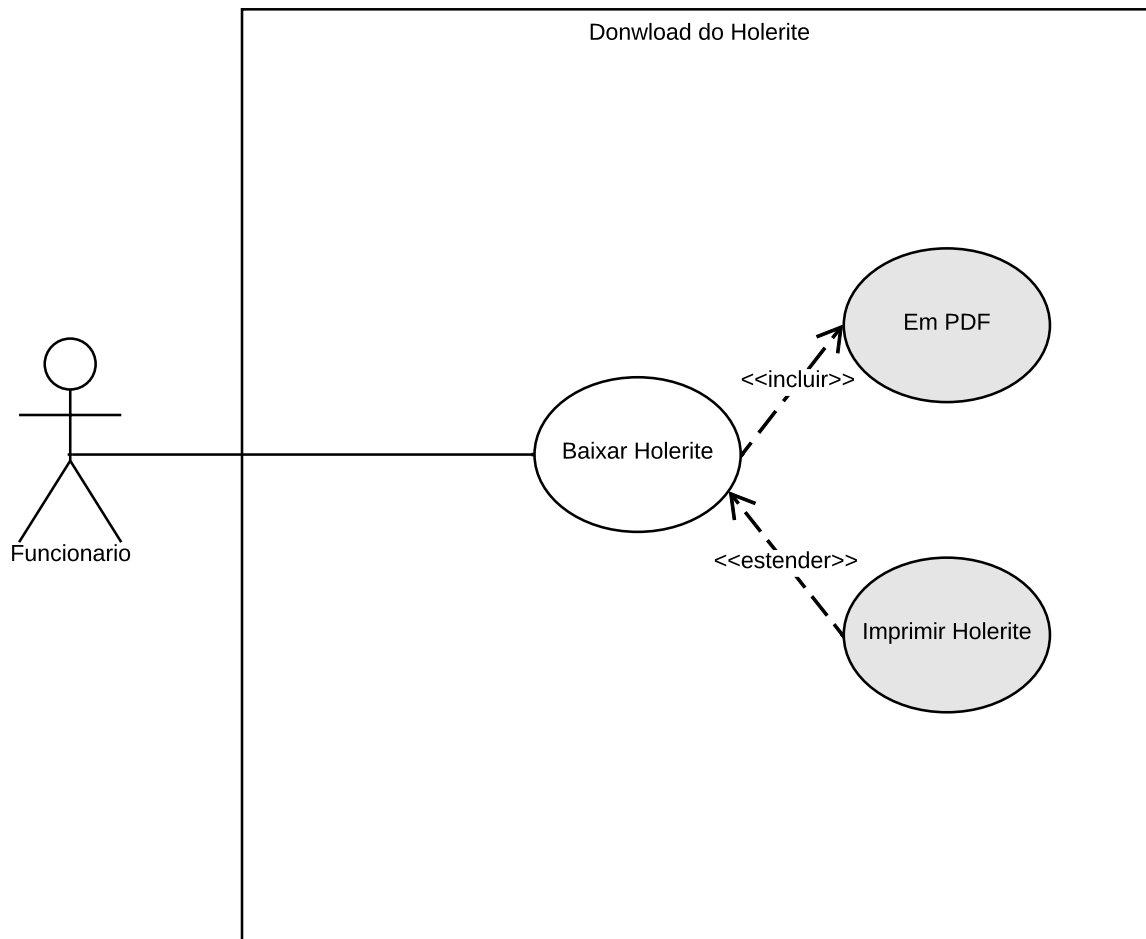 Donwload do Holerite
Em PDF
<<incluir>>
Baixar Holerite
Funcionario
<<estender>>
Imprimir Holerite